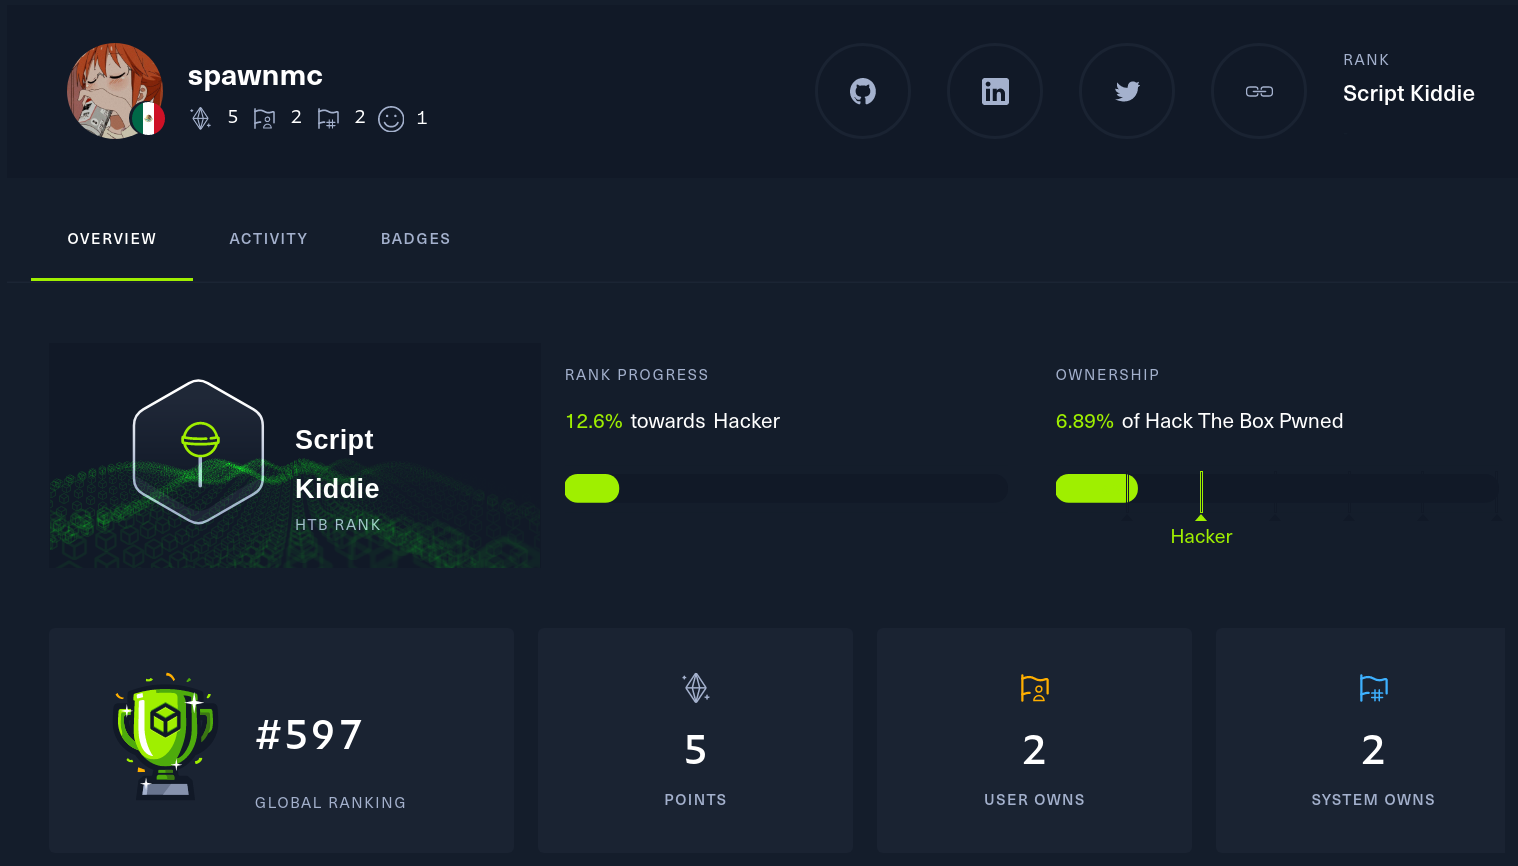 spawnmc
5 2 2 1
RANK
Script Kiddie
OVERVIEW ACTIVITY BADGES
Script
Kiddie
HTB RANK
RANK PROGRESS
12.6% towards Hacker
OWNERSHIP
6.89% of Hack The Box Pwned
Hacker
#597
GLOBAL RANKING
5
POINTS
2
USER OWNS
2
SYSTEM OWNS